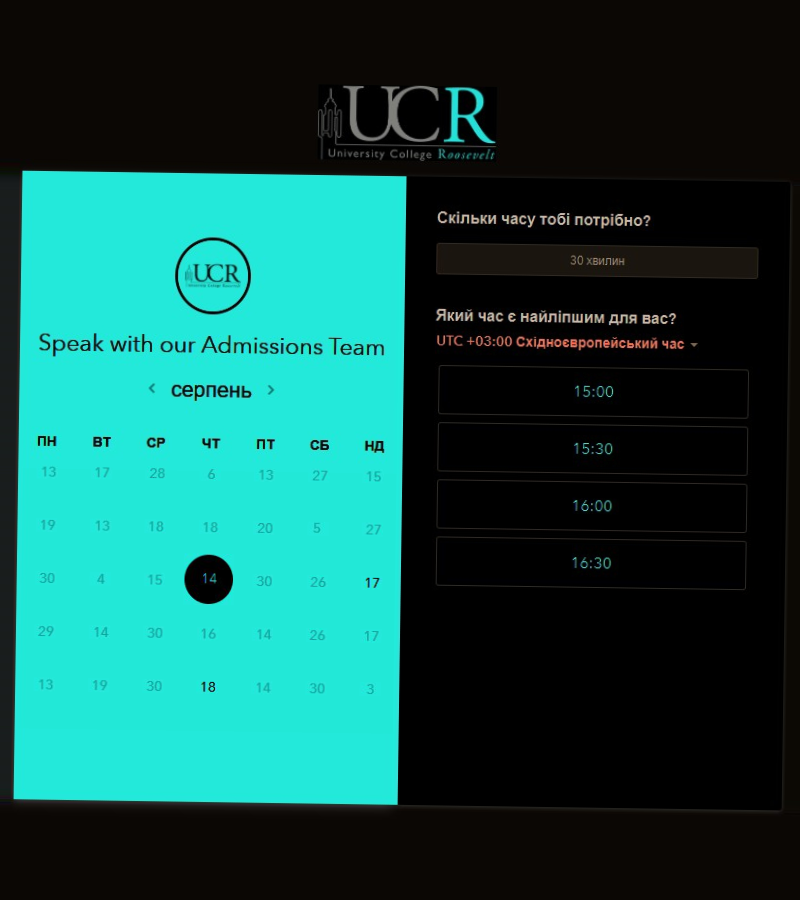 UCR
University College Roosevelt
UCR
Speak with our Admissions Team
серпень
ПН ВТ СР ЧТ ПТ СБ НД
13 17 28 6 13 27 15
19 13 18 18 20 5 27
30 4 15 14 30 26 17
29 14 30 16 14 26 17
13 19 30 18 14 30 3
Скільки часу тобі потрібно?
30 хвилин
Який час є найліпшим для вас?
UTC +03:00 Східноєвропейський час
15:00
15:30
16:00
16:30